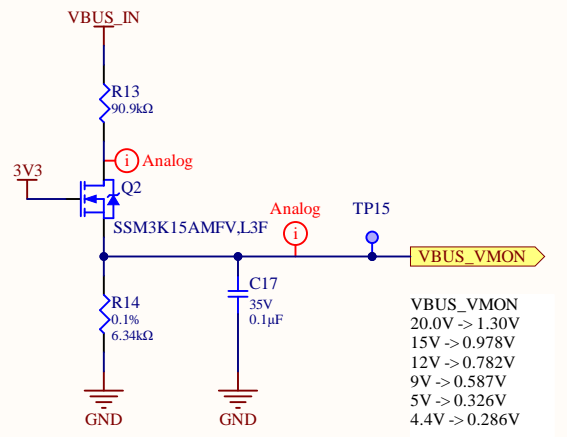 VBUS_IN
R13
90.9kΩ
i Analog
3V3
Q2
SSM3K15AMFV,L3F
Analog
i
TP15
VBUS_VMON
R14
0.1%
6.34kΩ
C17
35V
0.1µF
GND
GND
VBUS_VMON
20.0V -> 1.30V
15V -> 0.978V
12V -> 0.782V
9V -> 0.587V
5V -> 0.326V
4.4V -> 0.286V